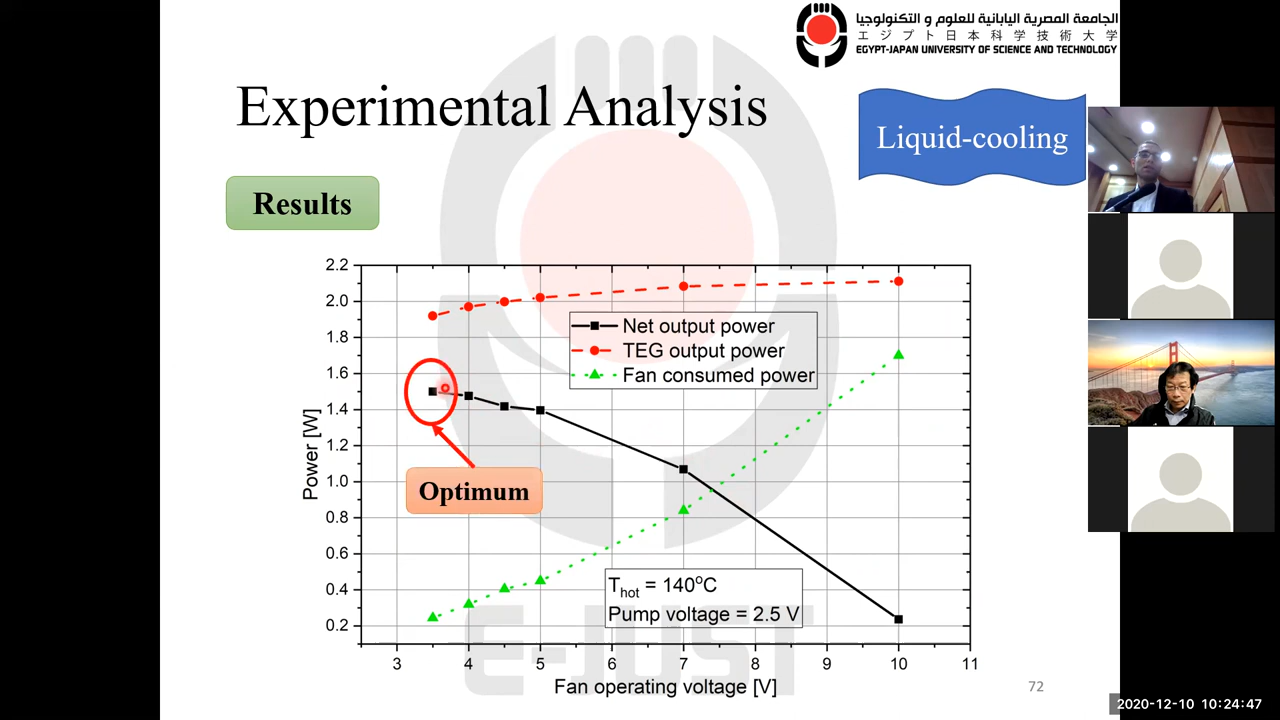 الجامعة المصرية اليابانية للعلوم و التكنولوجيا
エジプト日本科学技術大学
EGYPT-JAPAN UNIVERSITY OF SCIENCE AND TECHNOLOGY
Experimental Analysis
Liquid-cooling
Results
2.2
2.0
1.8
1.6
1.4
1.2
1.0
0.8
0.6
0.4
0.2
Power [W]
Net output power
TEG output power
Fan consumed power
Optimum
Thot = 140°C
Pump voltage = 2.5 V
E-JUST
3 4 5 6 7 8 9 10 11
Fan operating voltage [V]
72
2020-12-10 10:24:47